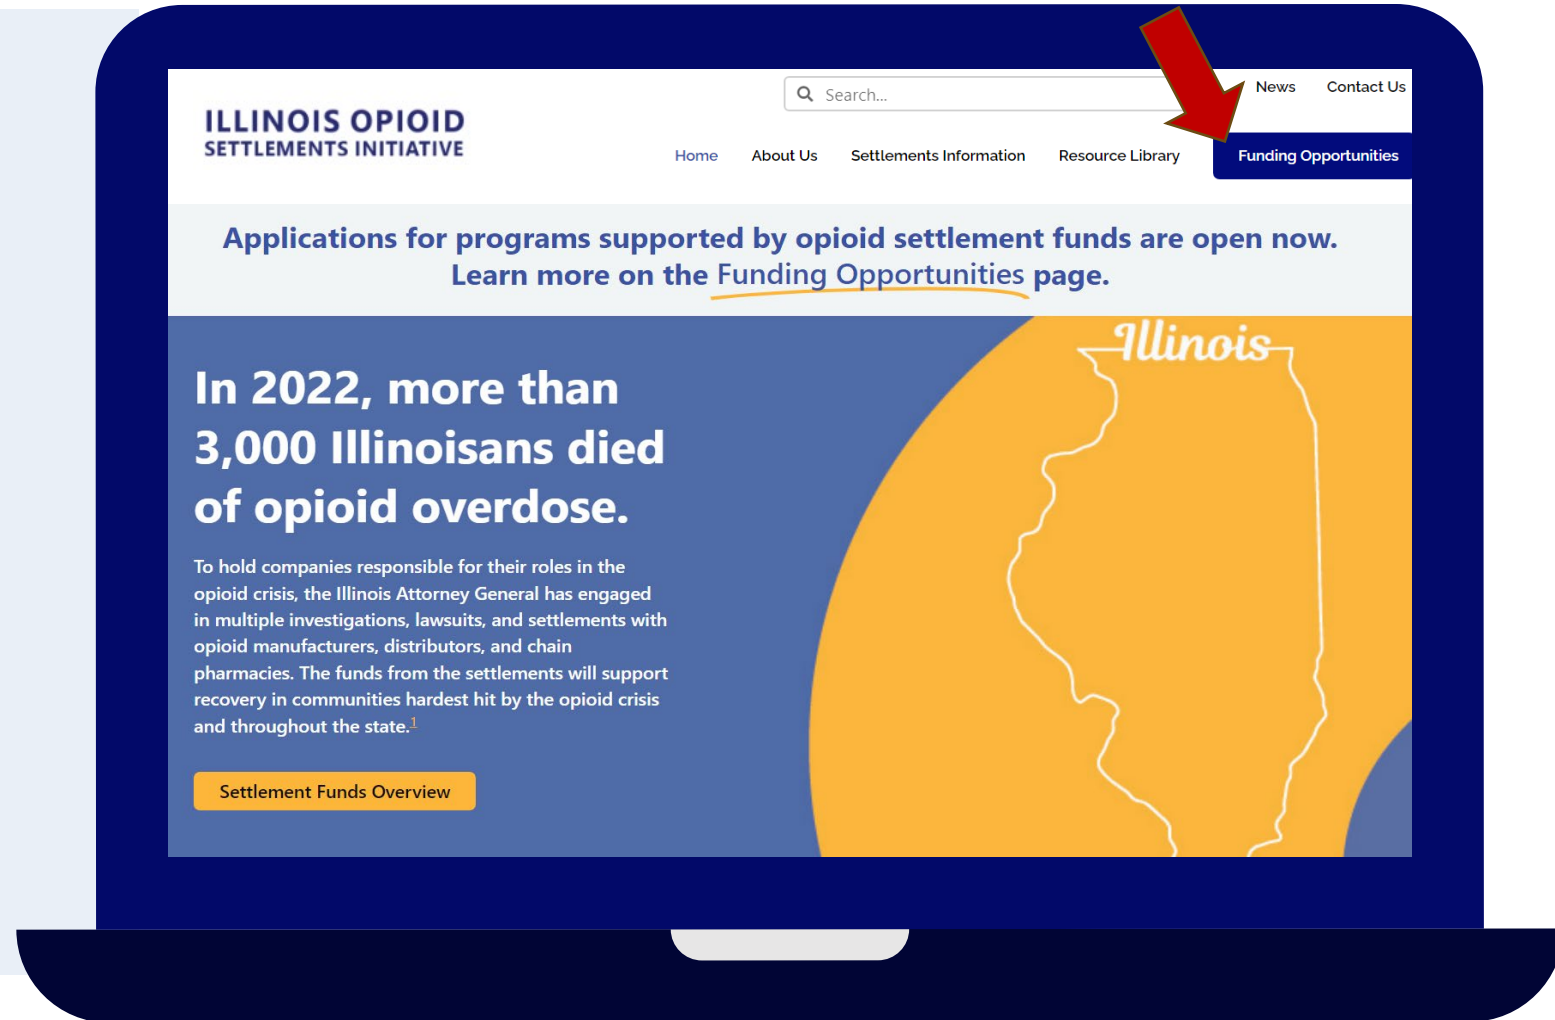 ILLINOIS OPIOID
SETTLEMENTS INITIATIVE
Search...
News
Contact Us
Home
About Us
Settlements Information
Resource Library
Funding Opportunities
Applications for programs supported by opioid settlement funds are open now.
Learn more on the Funding Opportunities page.
In 2022, more than
3,000 Illinoisans died
of opioid overdose.
To hold companies responsible for their roles in the
opioid crisis, the Illinois Attorney General has engaged
in multiple investigations, lawsuits, and settlements with
opioid manufacturers, distributors, and chain
pharmacies. The funds from the settlements will support
recovery in communities hardest hit by the opioid crisis
and throughout the state.1
Settlement Funds Overview
Illinois